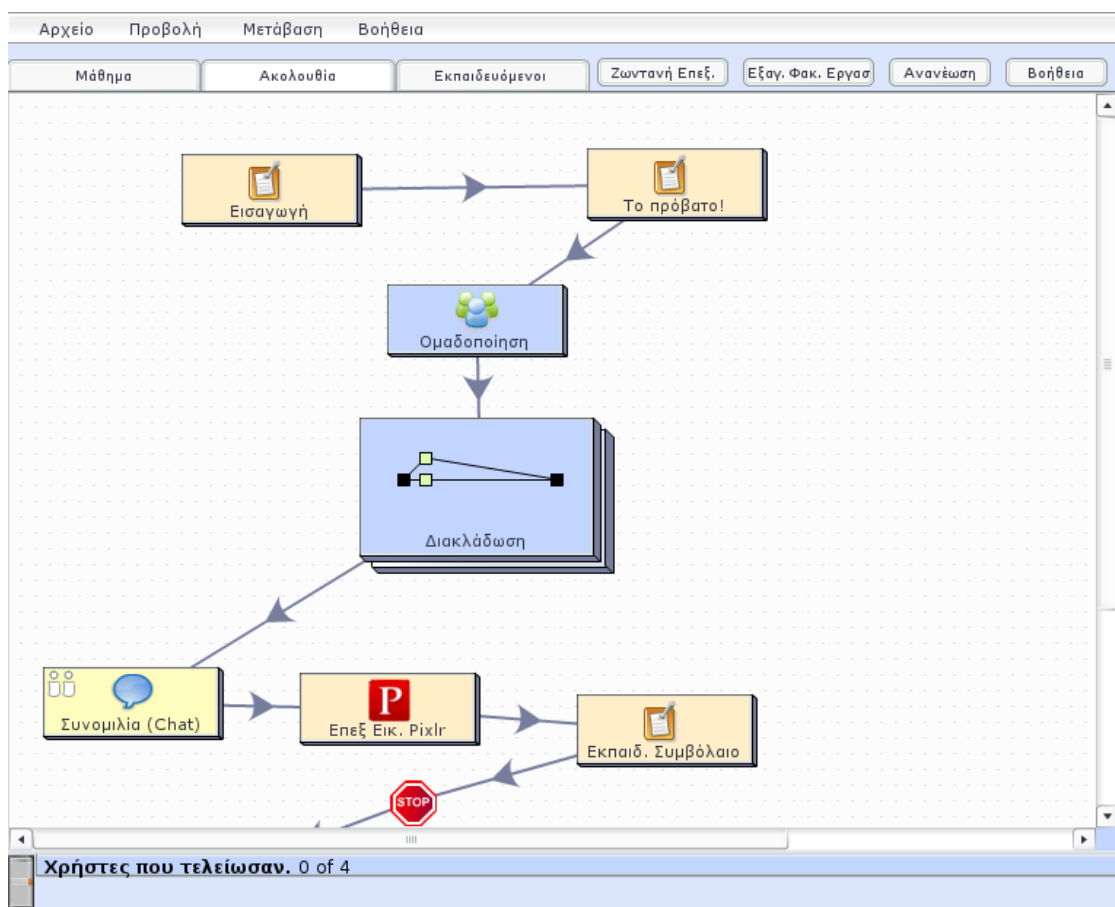 Αρχείο Προβολή Μετάβαση Βοήθεια
Μάθημα Ακολουθία Εκπαιδευόμενοι Ζωντανή Επεξ. Εξαγ. Φακ. Εργασ Ανανέωση Βοήθεια
Εισαγωγή
Το πρόβατο!
Ομαδοποίηση
Διακλάδωση
Συνομιλία (Chat)
P
Επεξ Εικ. Pixlr
Εκπαιδ. Συμβόλαιο
STOP
Χρήστες που τελείωσαν. 0 of 4